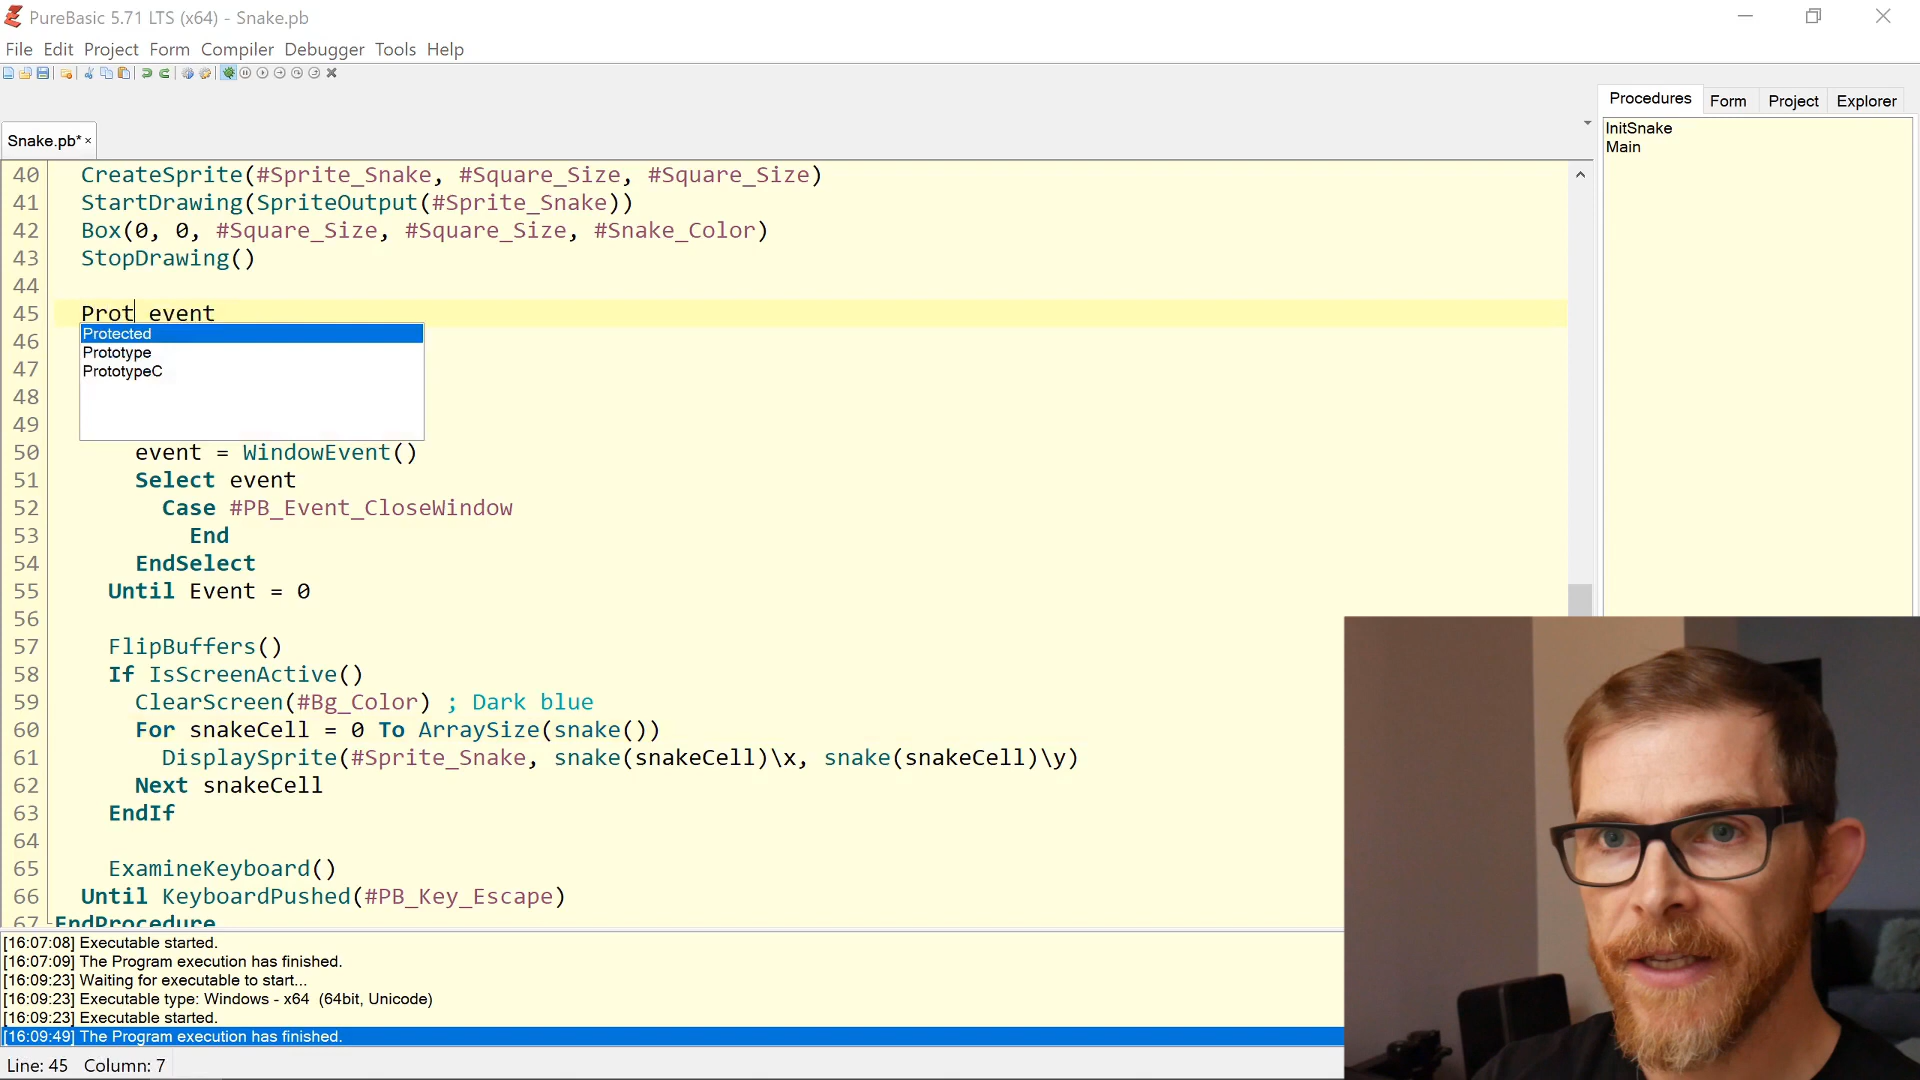 PureBasic 5.71 LTS (x64) - Snake.pb
File Edit Project Form Compiler Debugger Tools Help
Procedures Form Project Explorer
Snake.pb* ×
InitSnake
Main
40 CreateSprite(#Sprite_Snake, #Square_Size, #Square_Size)
41 StartDrawing(SpriteOutput(#Sprite_Snake))
42 Box(0, 0, #Square_Size, #Square_Size, #Snake_Color)
43 StopDrawing()
44
45 Prot event
Protected
46
Prototype
47 PrototypeC
48
49
50 event = WindowEvent()
51 Select event
52 Case #PB_Event_CloseWindow
53 End
54 EndSelect
55 Until Event = 0
56
57 FlipBuffers()
58 If IsScreenActive()
59 ClearScreen(#Bg_Color) ; Dark blue
60 For snakeCell = 0 To ArraySize(snake())
61 DisplaySprite(#Sprite_Snake, snake(snakeCell)\x, snake(snakeCell)\y)
62 Next snakeCell
63 EndIf
64
65 ExamineKeyboard()
66 Until KeyboardPushed(#PB_Key_Escape)
67 EndProcedure
[16:07:08] Executable started.
[16:07:09] The Program execution has finished.
[16:09:23] Waiting for executable to start...
[16:09:23] Executable type: Windows - x64 (64bit, Unicode)
[16:09:23] Executable started.
[16:09:49] The Program execution has finished.
Line: 45 Column: 7